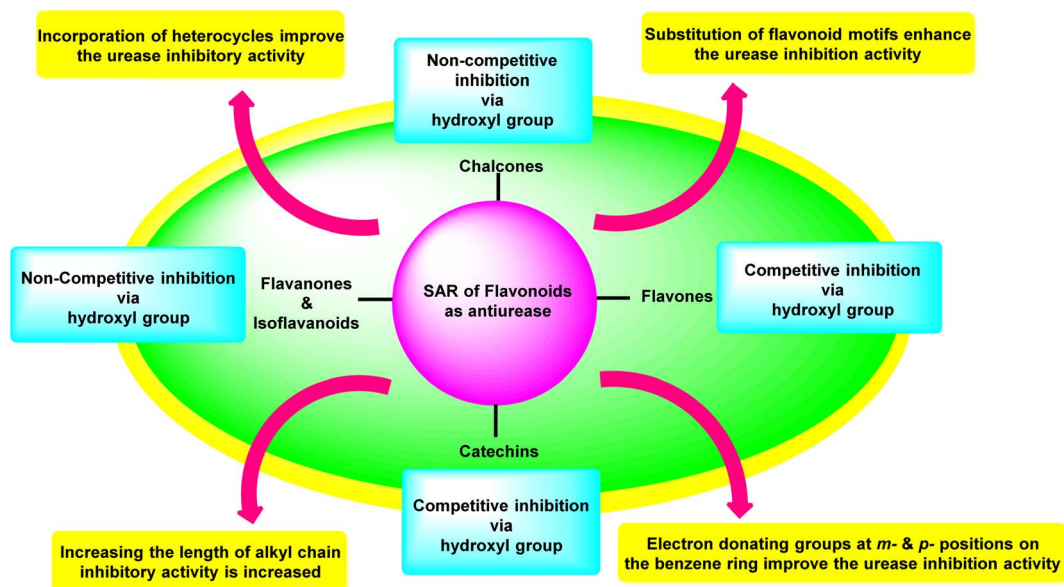 Incorporation of heterocycles improve
the urease inhibitory activity
Substitution of flavonoid motifs enhance
the urease inhibition activity
Non-competitive
inhibition
via
hydroxyl group
Chalcones
Non-Competitive inhibition
via
hydroxyl group
Flavanones
&
Isoflavanoids
SAR of Flavonoids
as antiurease
Flavones
Competitive inhibition
via
hydroxyl group
Catechins
Competitive inhibition
via
hydroxyl group
Increasing the length of alkyl chain
inhibitory activity is increased
Electron donating groups at m- & p- positions on
the benzene ring improve the urease inhibition activity